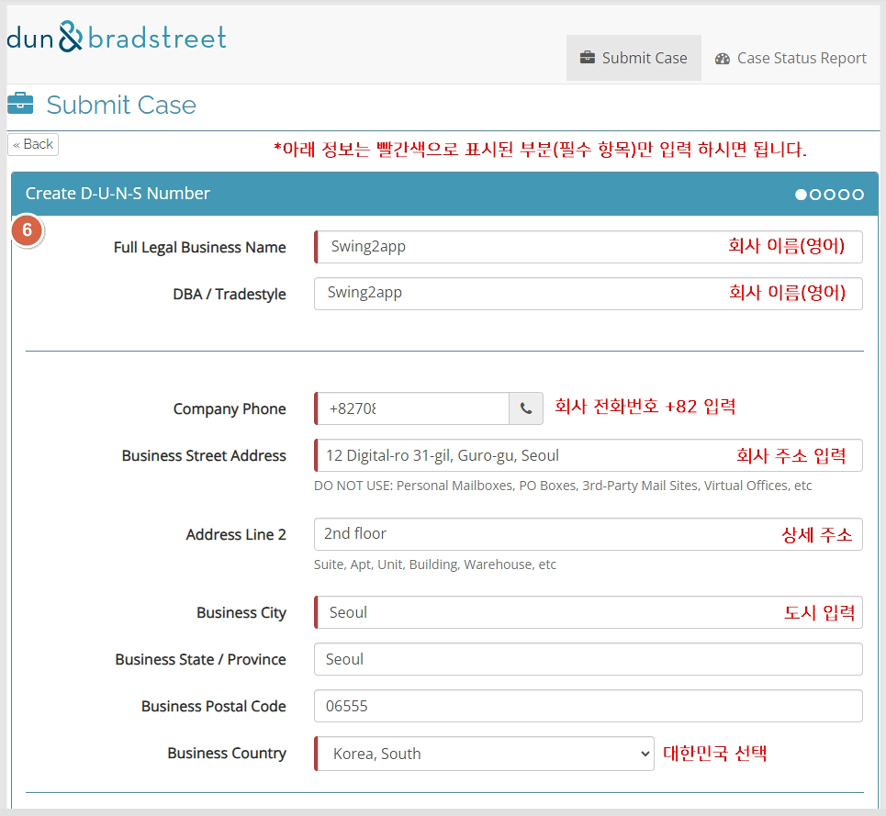 dun & bradstreet
Submit Case
Case Status Report
Submit Case
« Back
*아래 정보는 빨간색으로 표시된 부분(필수 항목)만 입력 하시면 됩니다.
Create D-U-N-S Number
6
Full Legal Business Name Swing2app 회사 이름(영어)
DBA / Tradestyle Swing2app 회사 이름(영어)
Company Phone +82708 회사 전화번호 +82 입력
Business Street Address 12 Digital-ro 31-gil, Guro-gu, Seoul 회사 주소 입력
DO NOT USE: Personal Mailboxes, PO Boxes, 3rd-Party Mail Sites, Virtual Offices, etc
Address Line 2 2nd floor 상세 주소
Suite, Apt, Unit, Building, Warehouse, etc
Business City Seoul 도시 입력
Business State / Province Seoul
Business Postal Code 06555
Business Country Korea, South 대한민국 선택